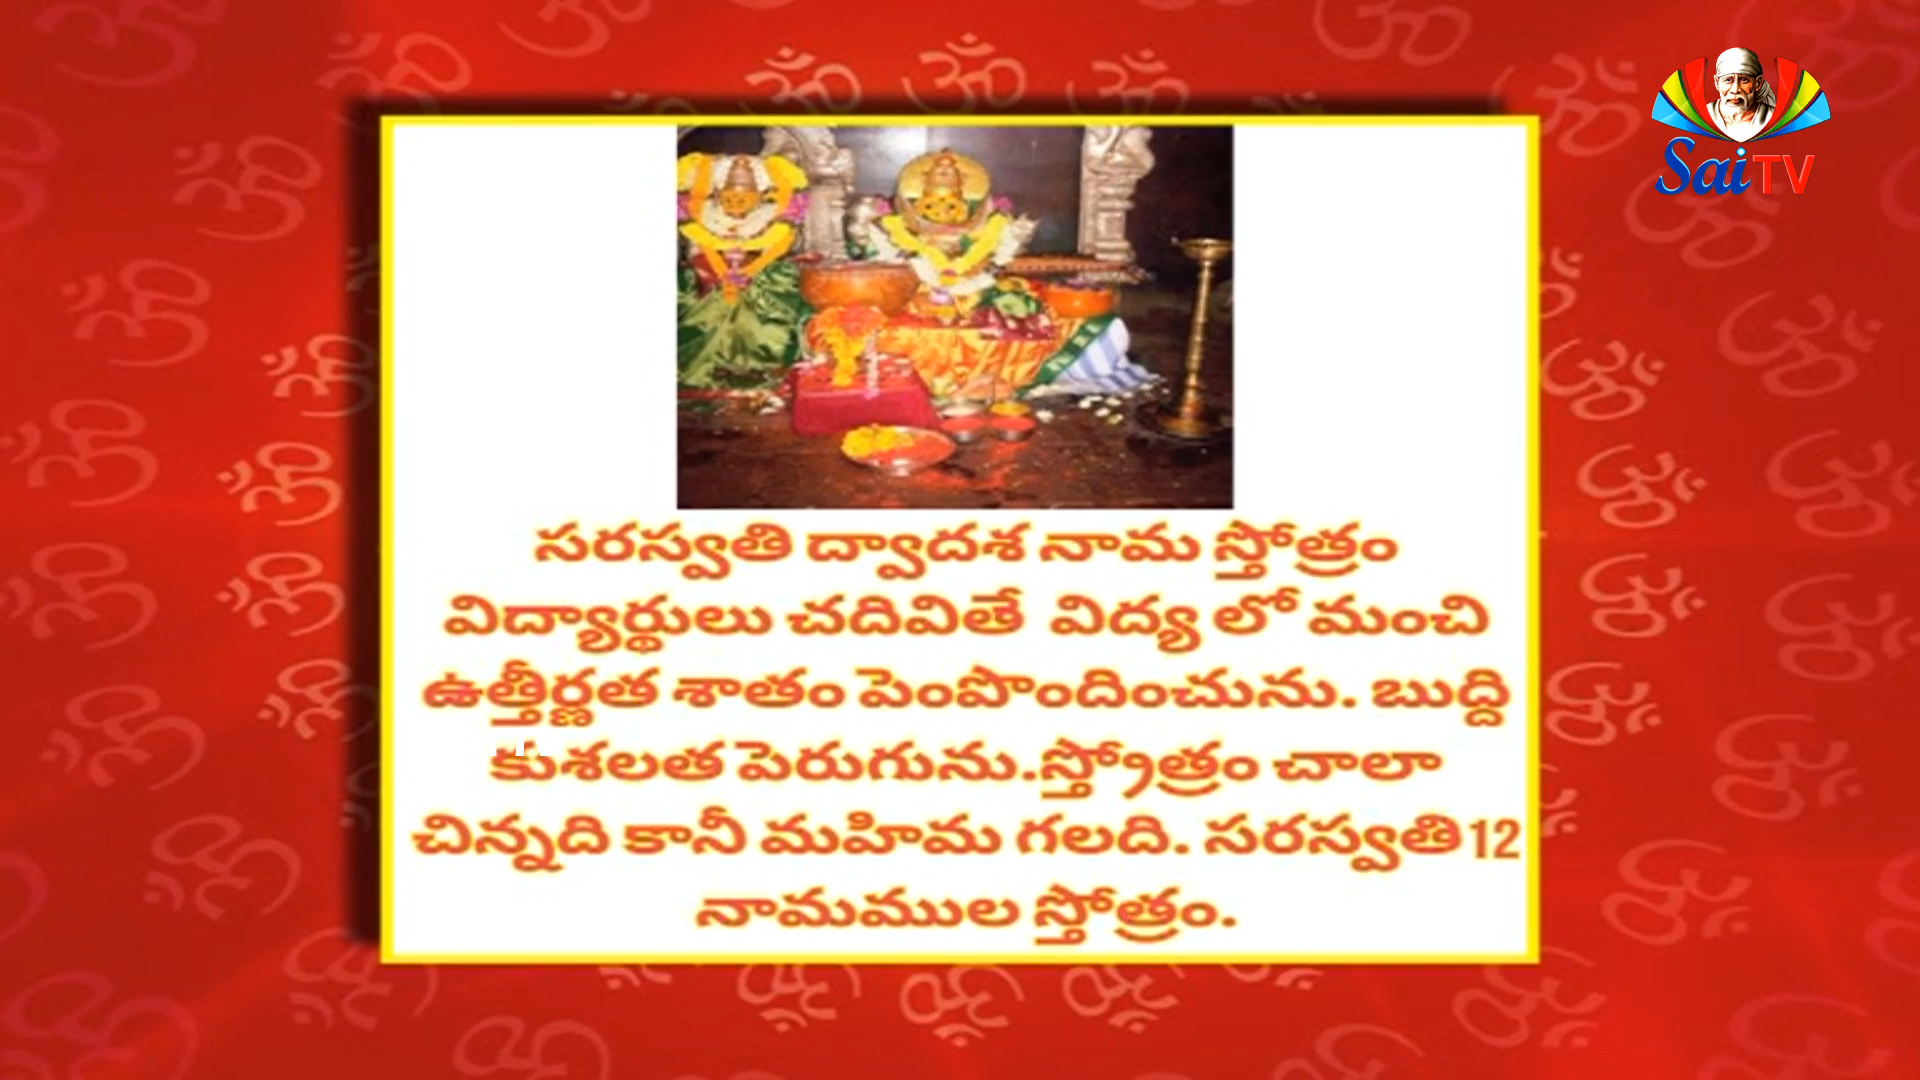 Sai TV
సరస్వతి ద్వాదశ నామ స్తోత్రం
విద్యార్థులు చదివితే విద్య లో మంచి
ఉత్తీర్ణత శాతం పెంపొందించును. బుద్ది
కుశలత పెరుగును.స్త్రోత్రం చాలా
చిన్నది కానీ మహిమ గలది. సరస్వతి 12
నామముల స్తోత్రం.